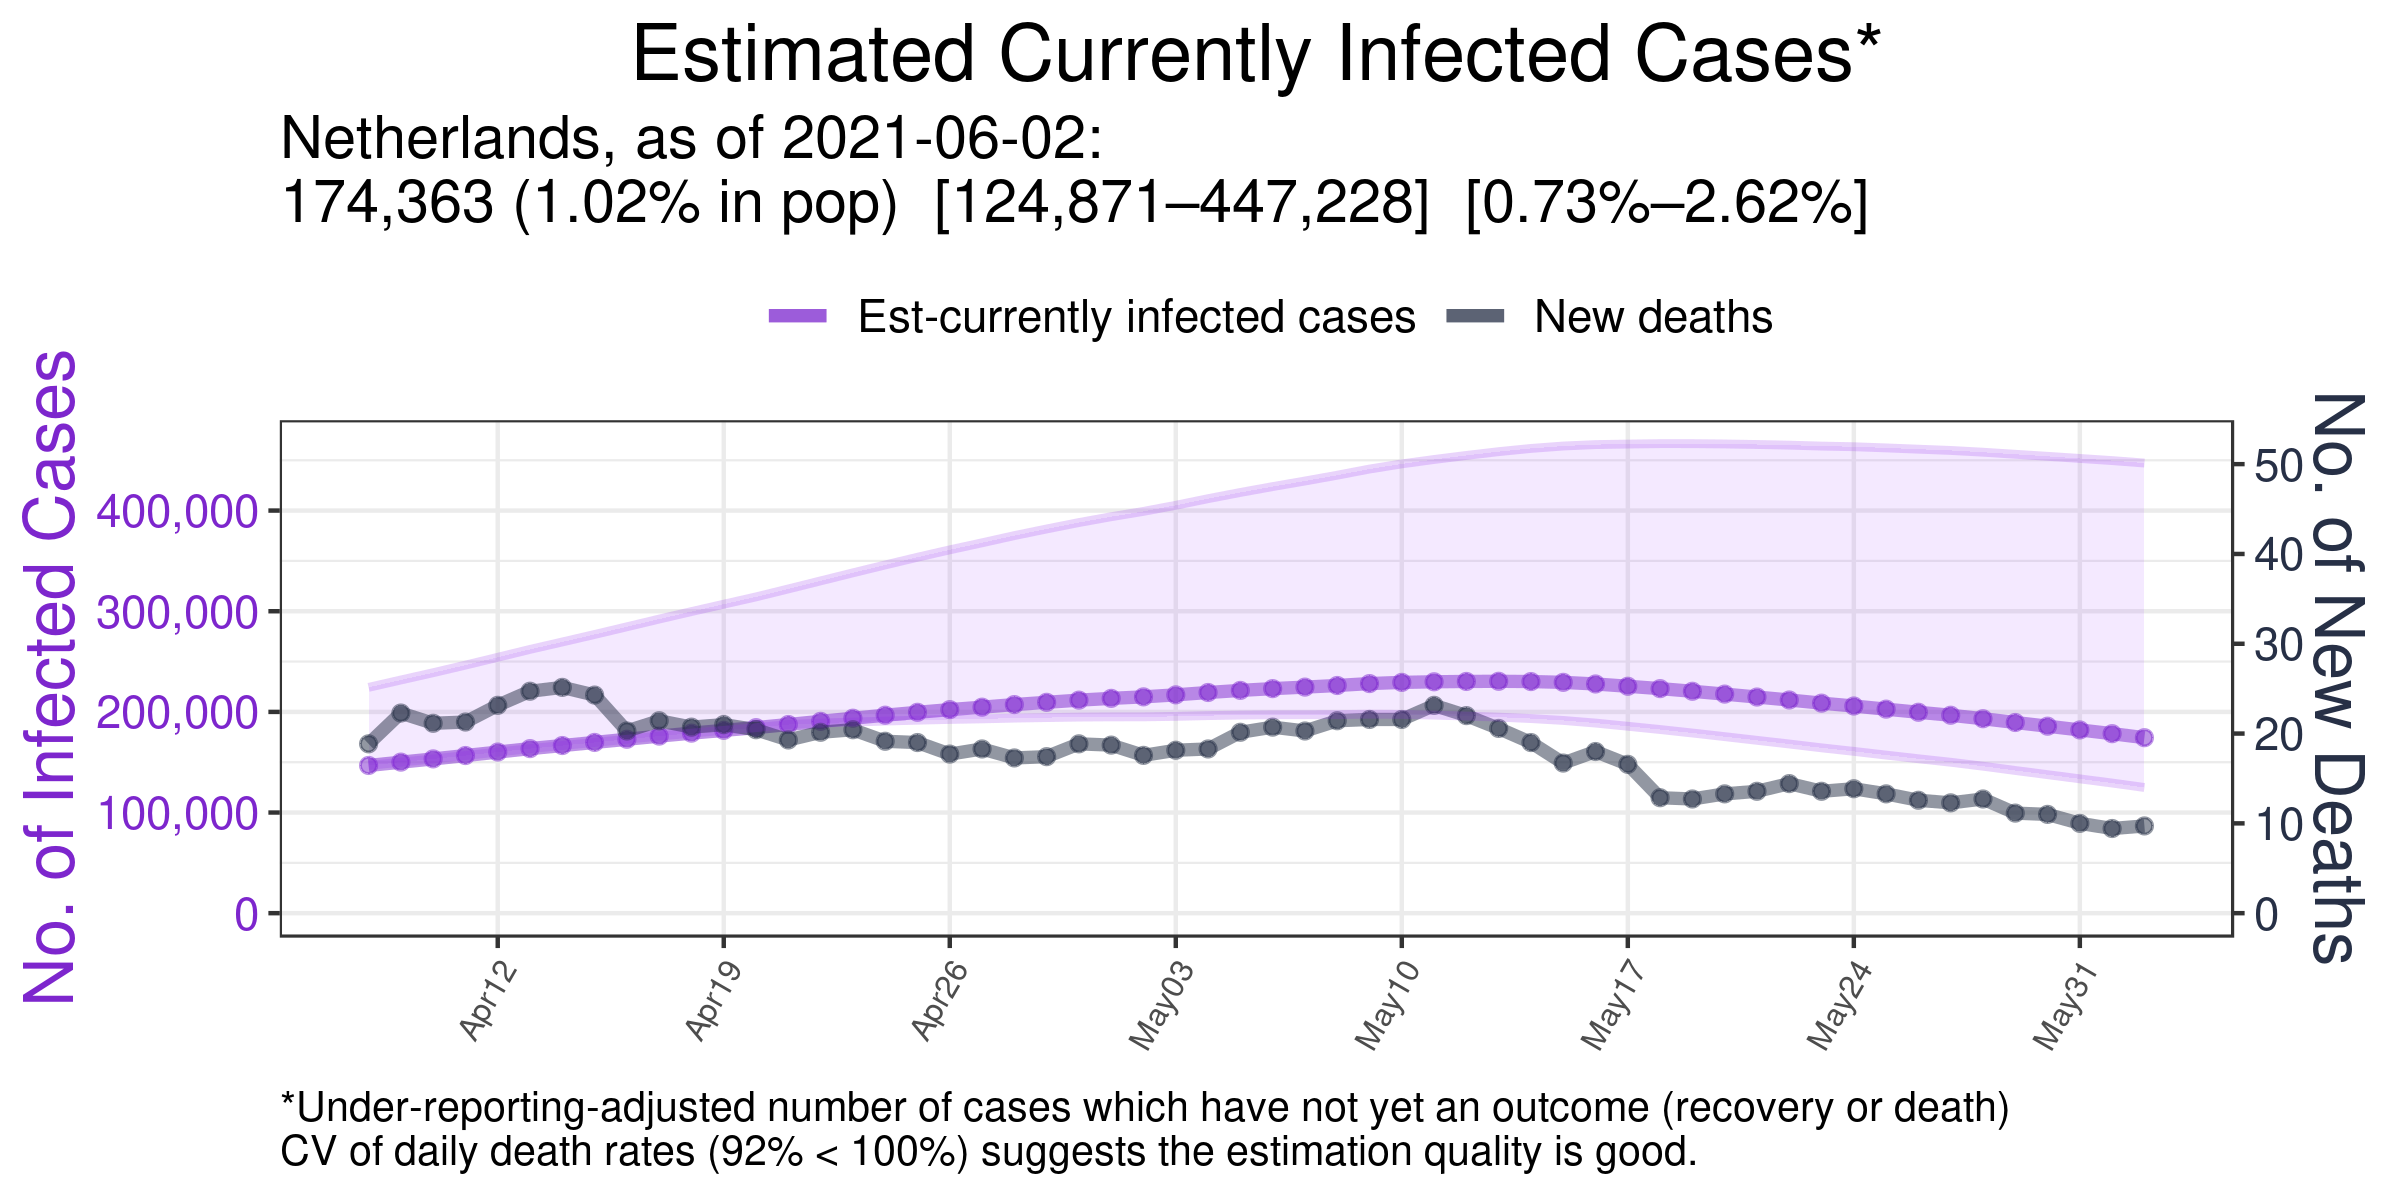 Estimated Currently Infected Cases*
Netherlands, as of 2021-06-02:
174,363 (1.02% in pop)  [124,871–447,228]  [0.73%–2.62%]
Est-currently infected cases
New deaths
No. of Infected Cases
400,000
300,000
200,000
100,000
0
No. of New Deaths
50
40
30
20
10
0
Apr12
Apr19
Apr26
May03
May10
May17
May24
May31
*Under-reporting-adjusted number of cases which have not yet an outcome (recovery or death)
CV of daily death rates (92% < 100%) suggests the estimation quality is good.